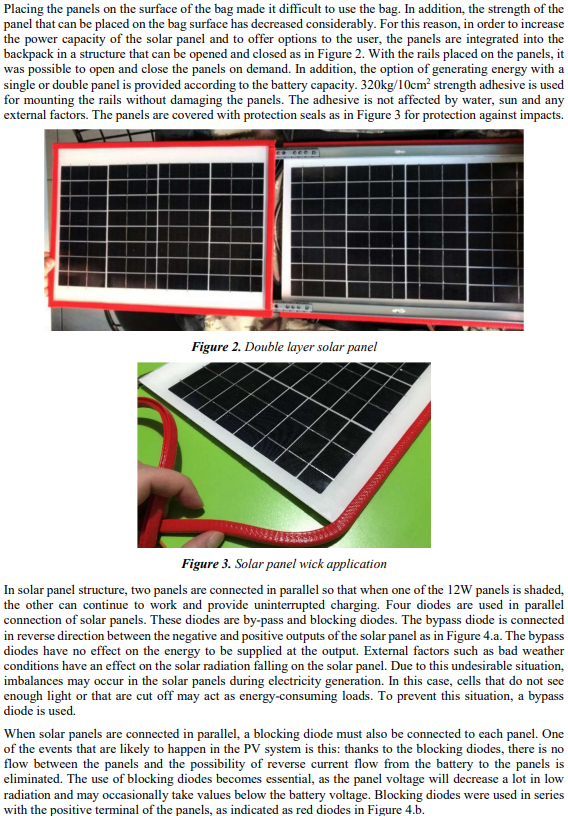 Placing the panels on the surface of the bag made it difficult to use the bag. In addition, the strength of the
panel that can be placed on the bag surface has decreased considerably. For this reason, in order to increase
the power capacity of the solar panel and to offer options to the user, the panels are integrated into the
backpack in a structure that can be opened and closed as in Figure 2. With the rails placed on the panels, it
was possible to open and close the panels on demand. In addition, the option of generating energy with a
single or double panel is provided according to the battery capacity. 320kg/10cm² strength adhesive is used
for mounting the rails without damaging the panels. The adhesive is not affected by water, sun and any
external factors. The panels are covered with protection seals as in Figure 3 for protection against impacts.
Figure 2. Double layer solar panel
Figure 3. Solar panel wick application
In solar panel structure, two panels are connected in parallel so that when one of the 12W panels is shaded,
the other can continue to work and provide uninterrupted charging. Four diodes are used in parallel
connection of solar panels. These diodes are by-pass and blocking diodes. The bypass diode is connected
in reverse direction between the negative and positive outputs of the solar panel as in Figure 4.a. The bypass
diodes have no effect on the energy to be supplied at the output. External factors such as bad weather
conditions have an effect on the solar radiation falling on the solar panel. Due to this undesirable situation,
imbalances may occur in the solar panels during electricity generation. In this case, cells that do not see
enough light or that are cut off may act as energy-consuming loads. To prevent this situation, a bypass
diode is used.
When solar panels are connected in parallel, a blocking diode must also be connected to each panel. One
of the events that are likely to happen in the PV system is this: thanks to the blocking diodes, there is no
flow between the panels and the possibility of reverse current flow from the battery to the panels is
eliminated. The use of blocking diodes becomes essential, as the panel voltage will decrease a lot in low
radiation and may occasionally take values below the battery voltage. Blocking diodes were used in series
with the positive terminal of the panels, as indicated as red diodes in Figure 4.b.